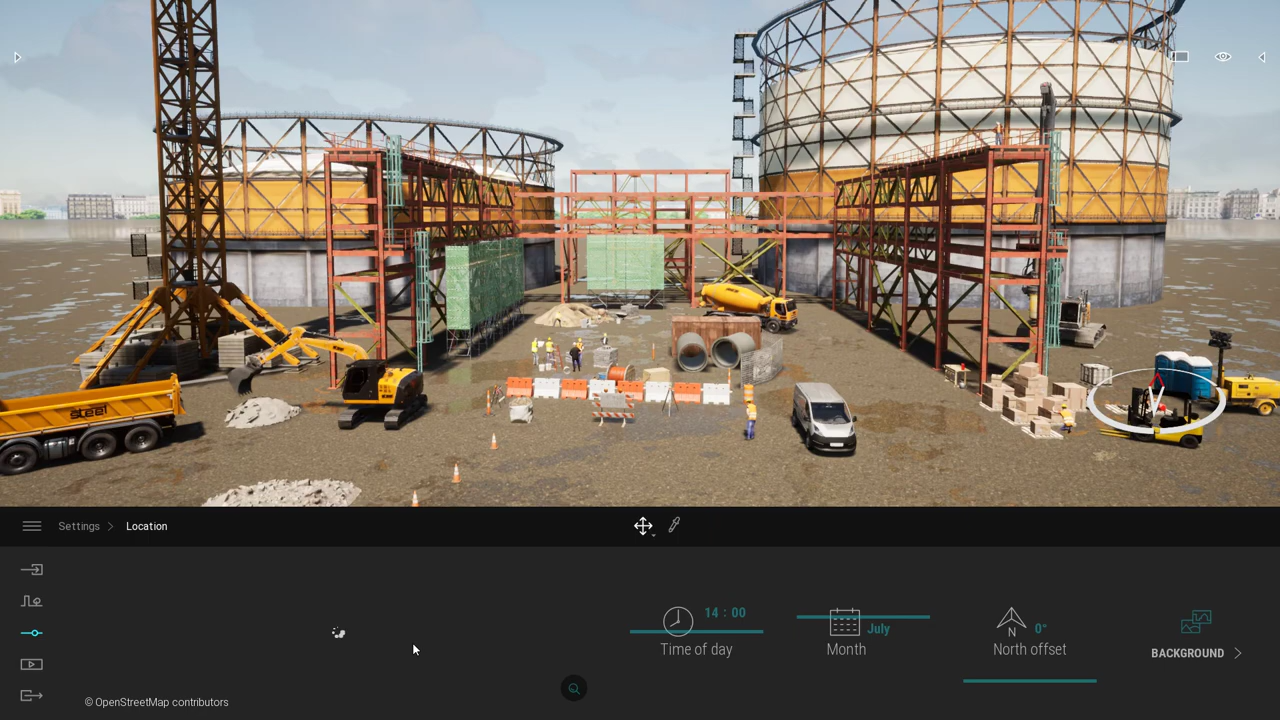 steel
Settings
Location
14 : 00
Time of day
July
Month
N
0°
North offset
BACKGROUND
© OpenStreetMap contributors